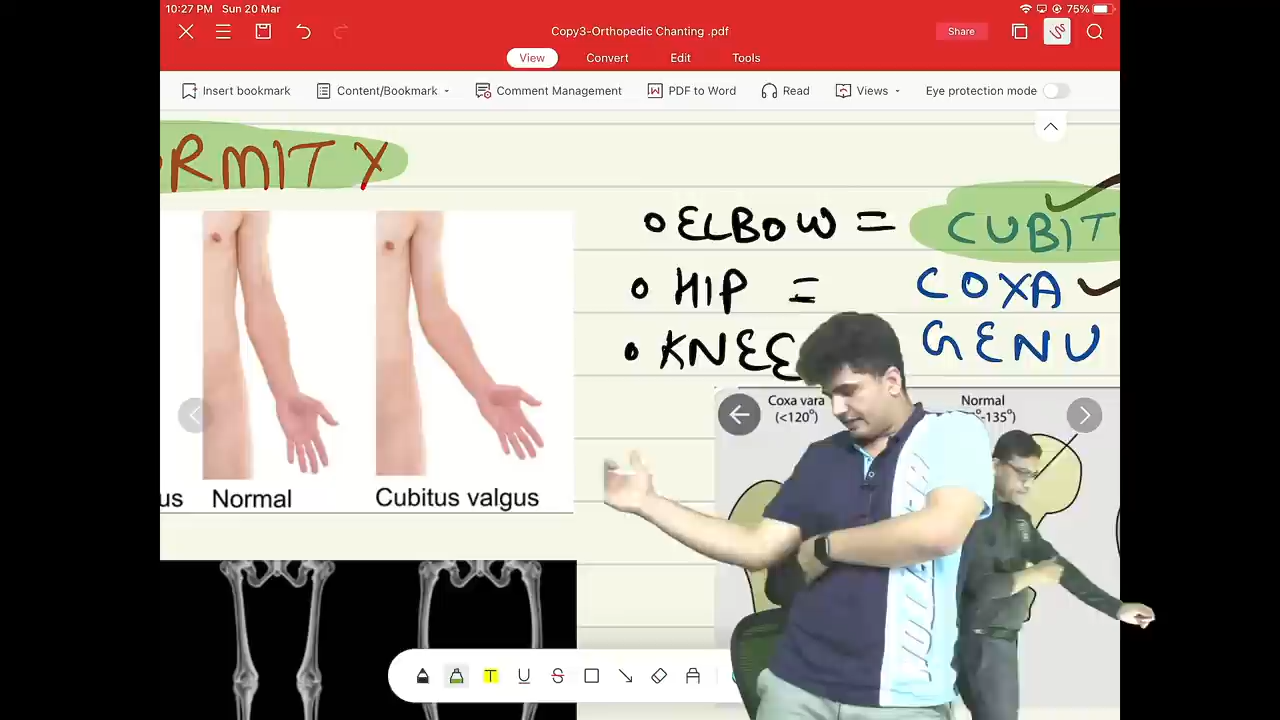 10:27 PM Sun 20 Mar
75%
Copy3-Orthopedic Chanting .pdf
Share
View Convert Edit Tools
Insert bookmark Content/Bookmark Comment Management PDF to Word Read Views Eye protection mode
RMITY
ELBOW = CUBIT
HIP = COXA
KNEE GENU
Coxa vara
(<120°)
Normal
-135°)
us Normal Cubitus valgus
T U S